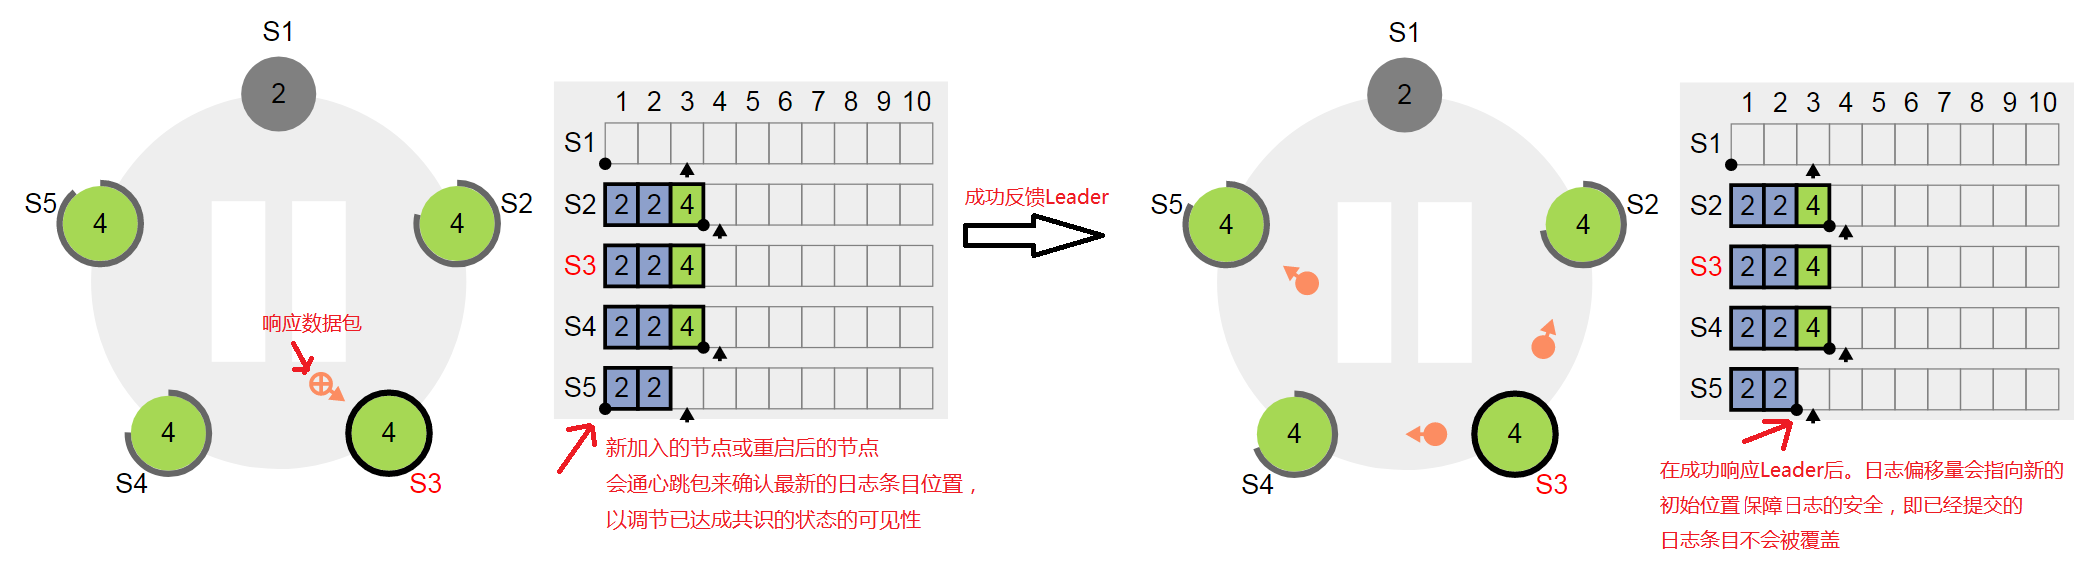 S1
2
S5
4
S2
4
响应数据包
4
S4
4
S3
1 2 3 4 5 6 7 8 9 10
S1
S2 2 2 4
S3 2 2 4
S4 2 2 4
S5 2 2
新加入的节点或重启后的节点
会通心跳包来确认最新的日志条目位置，
以调节已达成共识的状态的可见性
成功反馈Leader
S1
2
S5
4
S2
4
4
S4
4
S3
1 2 3 4 5 6 7 8 9 10
S1
S2 2 2 4
S3 2 2 4
S4 2 2 4
S5 2 2
在成功响应Leader后。日志偏移量会指向新的
初始位置保障日志的安全，即已经提交的
日志条目不会被覆盖